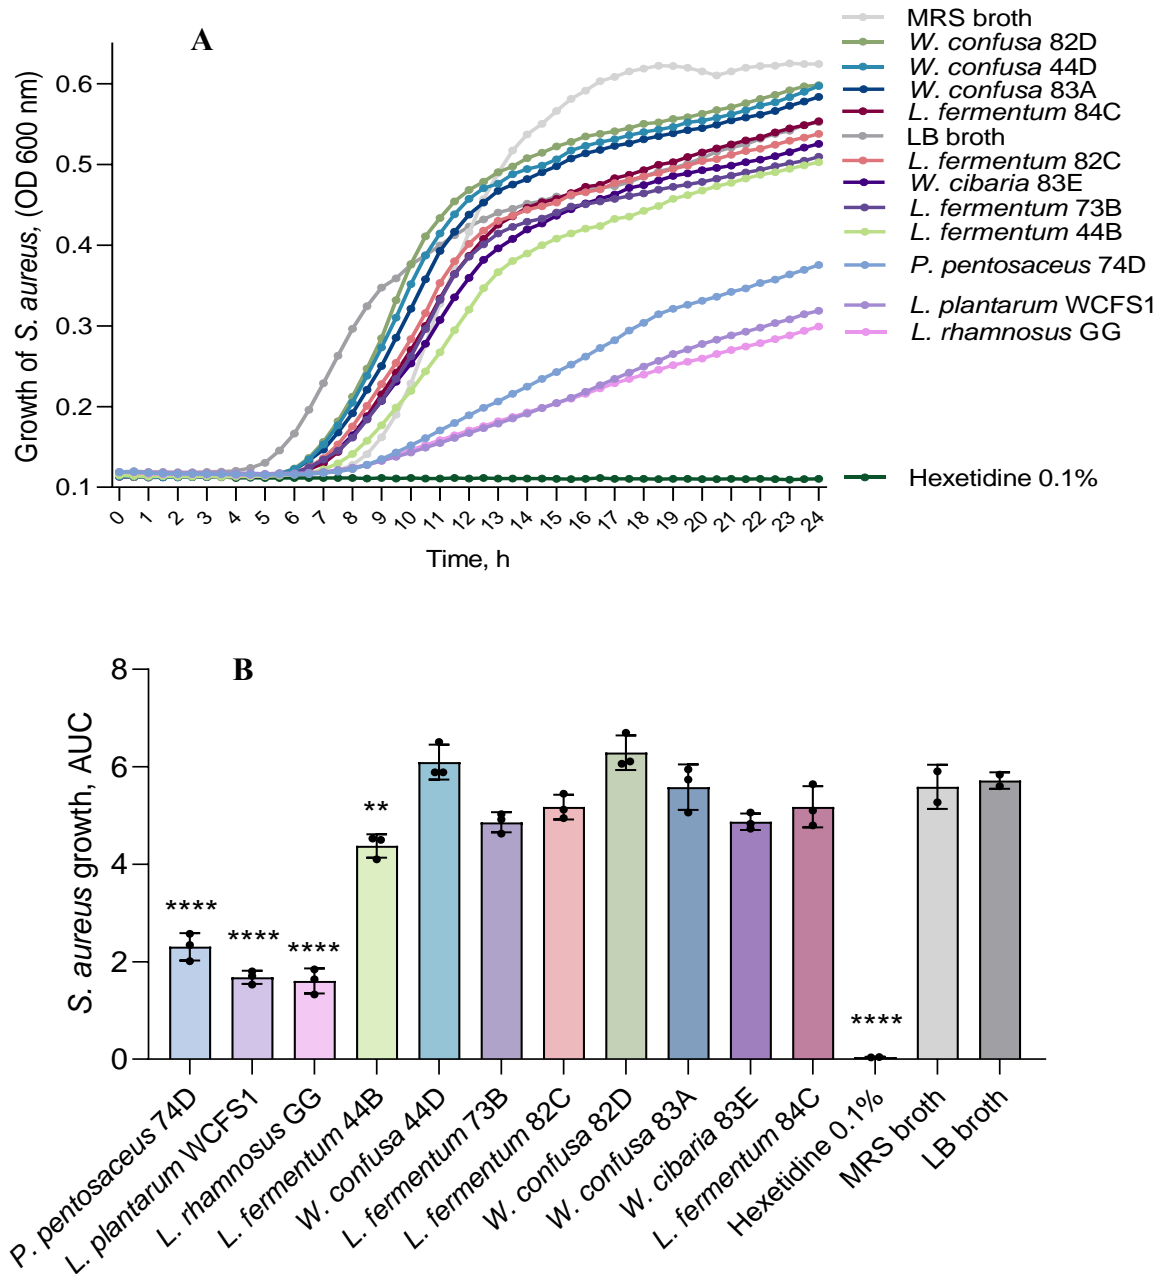 A
Growth of S. aureus, (OD 600 nm)
0.6
0.5
0.4
0.3
0.2
0.1
0 1 2 3 4 5 6 7 8 9 10 11 12 13 14 15 16 17 18 19 20 21 22 23 24
Time, h
MRS broth
W. confusa 82D
W. confusa 44D
W. confusa 83A
L. fermentum 84C
LB broth
L. fermentum 82C
W. cibaria 83E
L. fermentum 73B
L. fermentum 44B
P. pentosaceus 74D
L. plantarum WCFS1
L. rhamnosus GG
Hexetidine 0.1%
B
S. aureus growth, AUC
8
6
4
2
0
****
****
****
**
****
P. pentosaceus 74D
L. plantarum WCFS1
L. rhamnosus GG
L. fermentum 44B
W. confusa 44D
L. fermentum 73B
L. fermentum 82C
W. confusa 82D
W. confusa 83A
W. cibaria 83E
L. fermentum 84C
Hexetidine 0.1%
MRS broth
LB broth